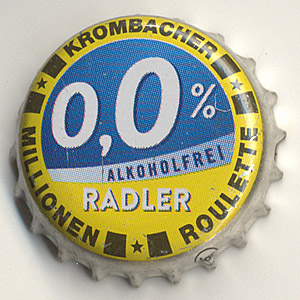 KROMBACHER
0,0%
ALKOHOLFREI
RADLER
MILLIONEN ROULETTE